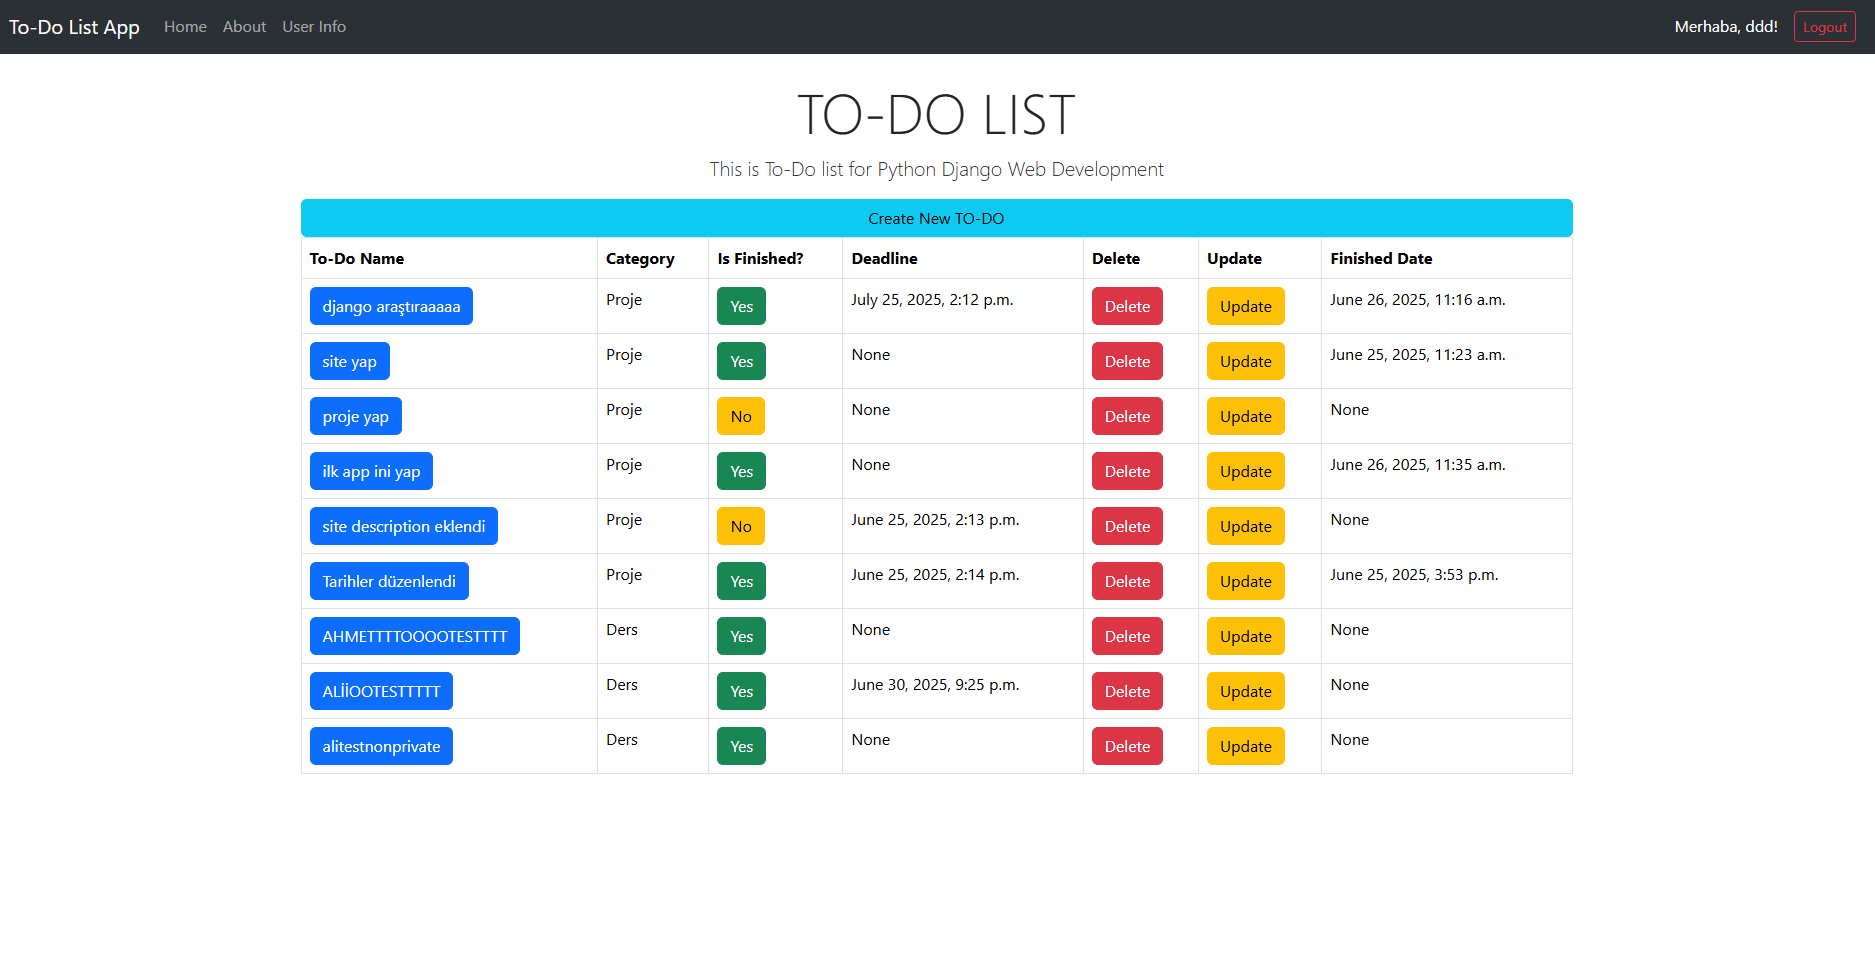 To-Do List App Home About User Info Merhaba, ddd! Logout
TO-DO LIST
This is To-Do list for Python Django Web Development
Create New TO-DO
To-Do Name Category Is Finished? Deadline Delete Update Finished Date
django araştıraaaaa Proje Yes July 25, 2025, 2:12 p.m. Delete Update June 26, 2025, 11:16 a.m.
site yap Proje Yes None Delete Update June 25, 2025, 11:23 a.m.
proje yap Proje No None Delete Update None
ilk app ini yap Proje Yes None Delete Update June 26, 2025, 11:35 a.m.
site description eklendi Proje No June 25, 2025, 2:13 p.m. Delete Update None
Tarihler düzenlendi Proje Yes June 25, 2025, 2:14 p.m. Delete Update June 25, 2025, 3:53 p.m.
AHMETTTTOOOOTESTTTT Ders Yes None Delete Update None
ALİİOOTESTTTTT Ders Yes June 30, 2025, 9:25 p.m. Delete Update None
alitestnonprivate Ders Yes None Delete Update None